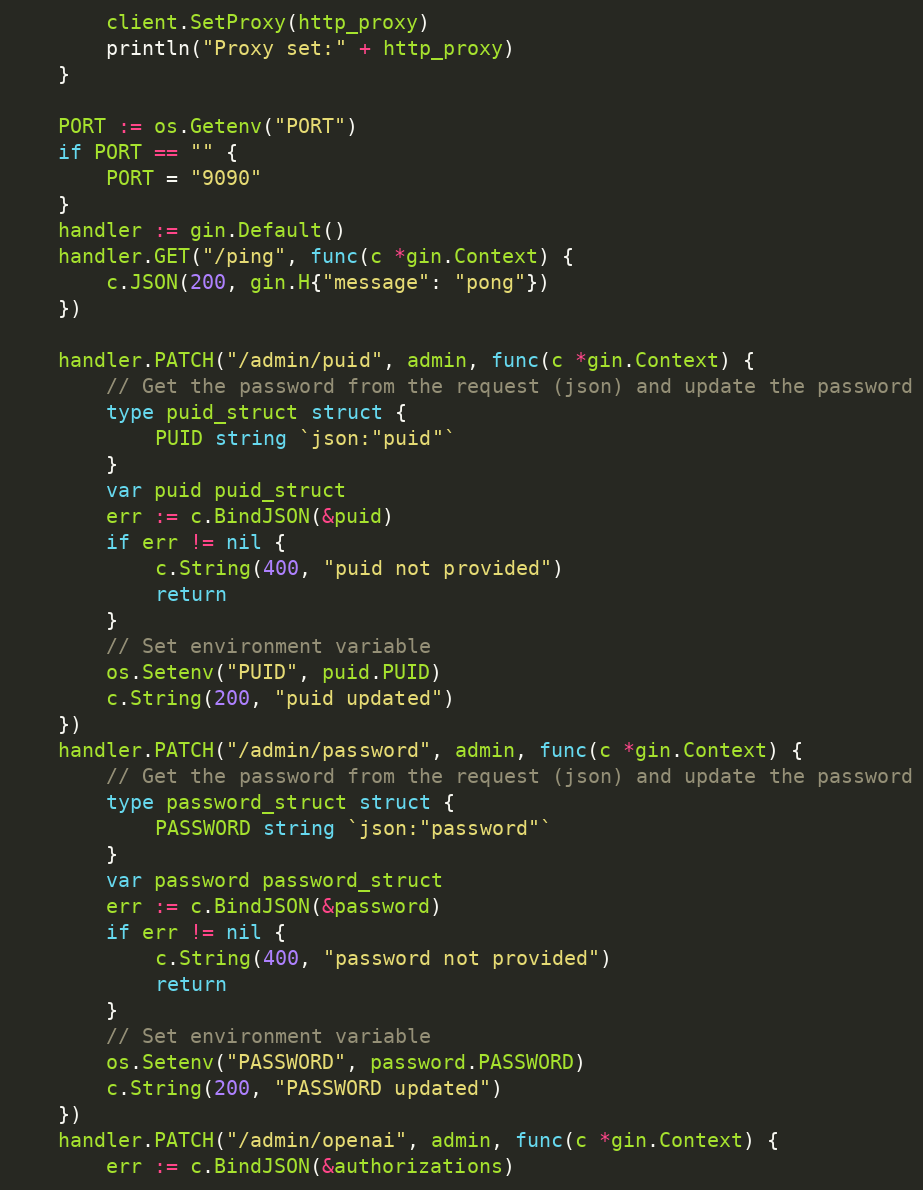 client.SetProxy(http_proxy)
        println("Proxy set:" + http_proxy)
    }

    PORT := os.Getenv("PORT")
    if PORT == "" {
        PORT = "9090"
    }
    handler := gin.Default()
    handler.GET("/ping", func(c *gin.Context) {
        c.JSON(200, gin.H{"message": "pong"})
    })

    handler.PATCH("/admin/puid", admin, func(c *gin.Context) {
        // Get the password from the request (json) and update the password
        type puid_struct struct {
            PUID string `json:"puid"`
        }
        var puid puid_struct
        err := c.BindJSON(&puid)
        if err != nil {
            c.String(400, "puid not provided")
            return
        }
        // Set environment variable
        os.Setenv("PUID", puid.PUID)
        c.String(200, "puid updated")
    })
    handler.PATCH("/admin/password", admin, func(c *gin.Context) {
        // Get the password from the request (json) and update the password
        type password_struct struct {
            PASSWORD string `json:"password"`
        }
        var password password_struct
        err := c.BindJSON(&password)
        if err != nil {
            c.String(400, "password not provided")
            return
        }
        // Set environment variable
        os.Setenv("PASSWORD", password.PASSWORD)
        c.String(200, "PASSWORD updated")
    })
    handler.PATCH("/admin/openai", admin, func(c *gin.Context) {
        err := c.BindJSON(&authorizations)